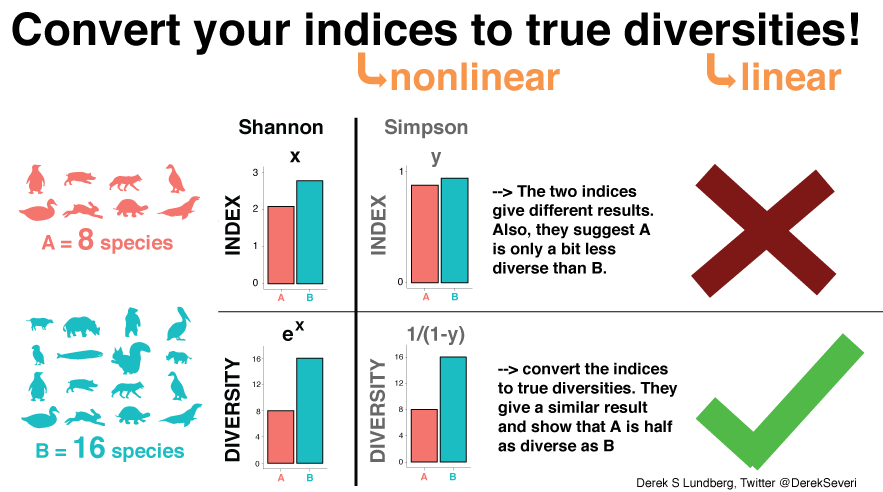 Convert your indices to true diversities!
nonlinear
linear
Shannon
Simpson
x
y
INDEX
3
2
1
0
A
B
INDEX
1
0
A
B
--> The two indices
give different results.
Also, they suggest A
is only a bit less
diverse than B.
A = 8 species
e^x
1/(1-y)
DIVERSITY
16
12
8
4
0
A
B
DIVERSITY
16
12
8
4
0
A
B
--> convert the indices
to true diversities. They
give a similar result
and show that A is half
as diverse as B
B = 16 species
Derek S Lundberg, Twitter @DerekSeveri